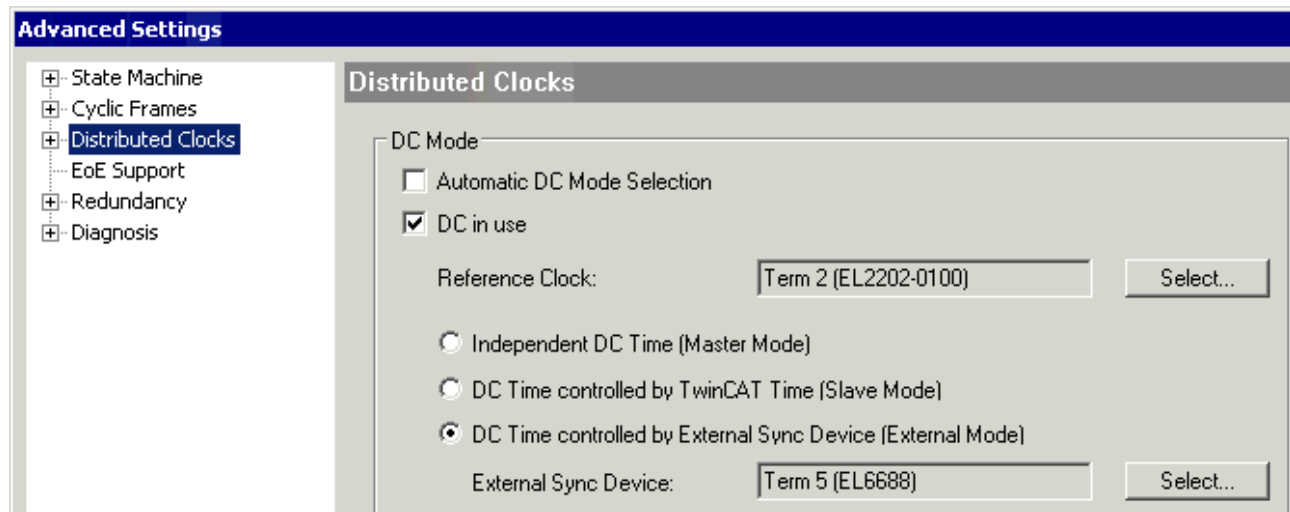 Advanced Settings
State Machine
Cyclic Frames
Distributed Clocks
EoE Support
Redundancy
Diagnosis
Distributed Clocks
DC Mode
Automatic DC Mode Selection
DC in use
Reference Clock: Term 2 (EL2202-0100) Select...
Independent DC Time (Master Mode)
DC Time controlled by TwinCAT Time (Slave Mode)
DC Time controlled by External Sync Device (External Mode)
External Sync Device: Term 5 (EL6688) Select...